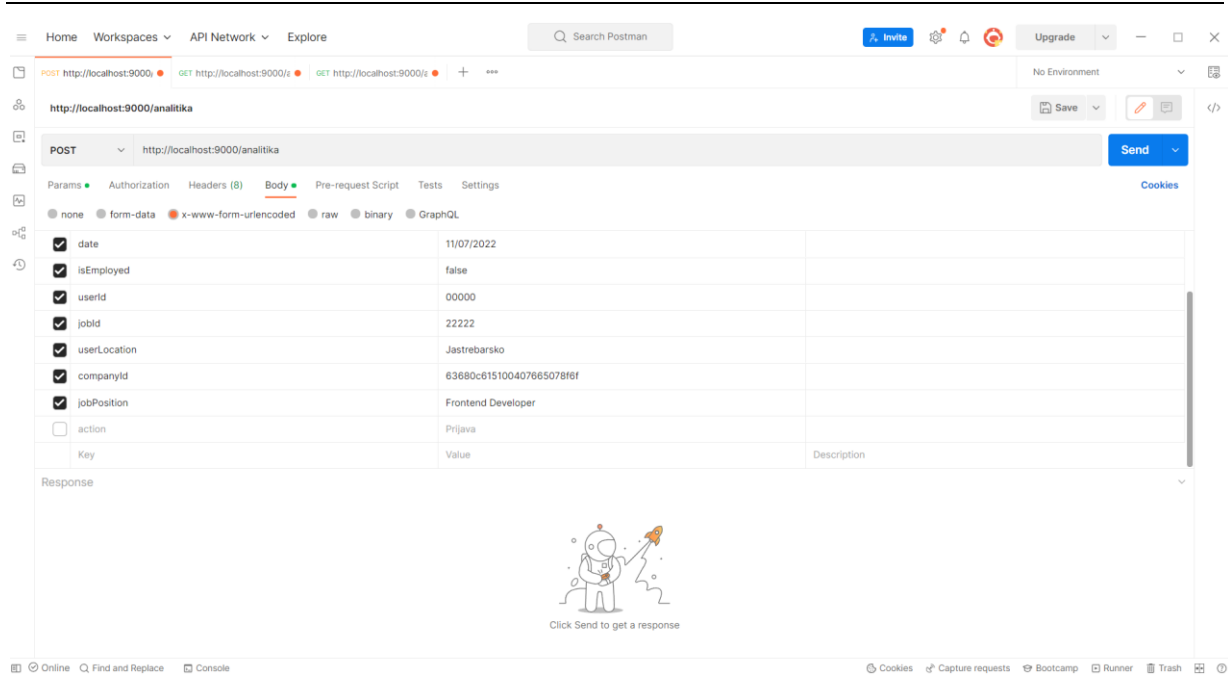 Home Workspaces API Network Explore Search Postman Invite Upgrade
POST http://localhost:9000/ GET http://localhost:9000/a GET http://localhost:9000/a No Environment
http://localhost:9000/analitika Save
POST http://localhost:9000/analitika Send
Params Authorization Headers (8) Body Pre-request Script Tests Settings Cookies
none form-data x-www-form-urlencoded raw binary GraphQL
date 11/07/2022
isEmployed false
userId 00000
jobId 22222
userLocation Jastrebarsko
companyId 63680c615100407665078f6f
jobPosition Frontend Developer
action Prijava
Key Value Description
Response
Click Send to get a response
Online Find and Replace Console Cookies Capture requests Bootcamp Runner Trash